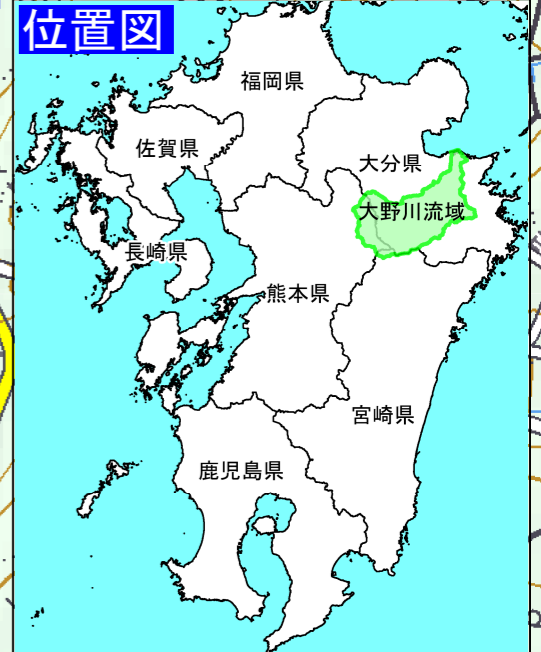 位置図
福岡県
佐賀県
大分県
大野川流域
長崎県
熊本県
宮崎県
鹿児島県